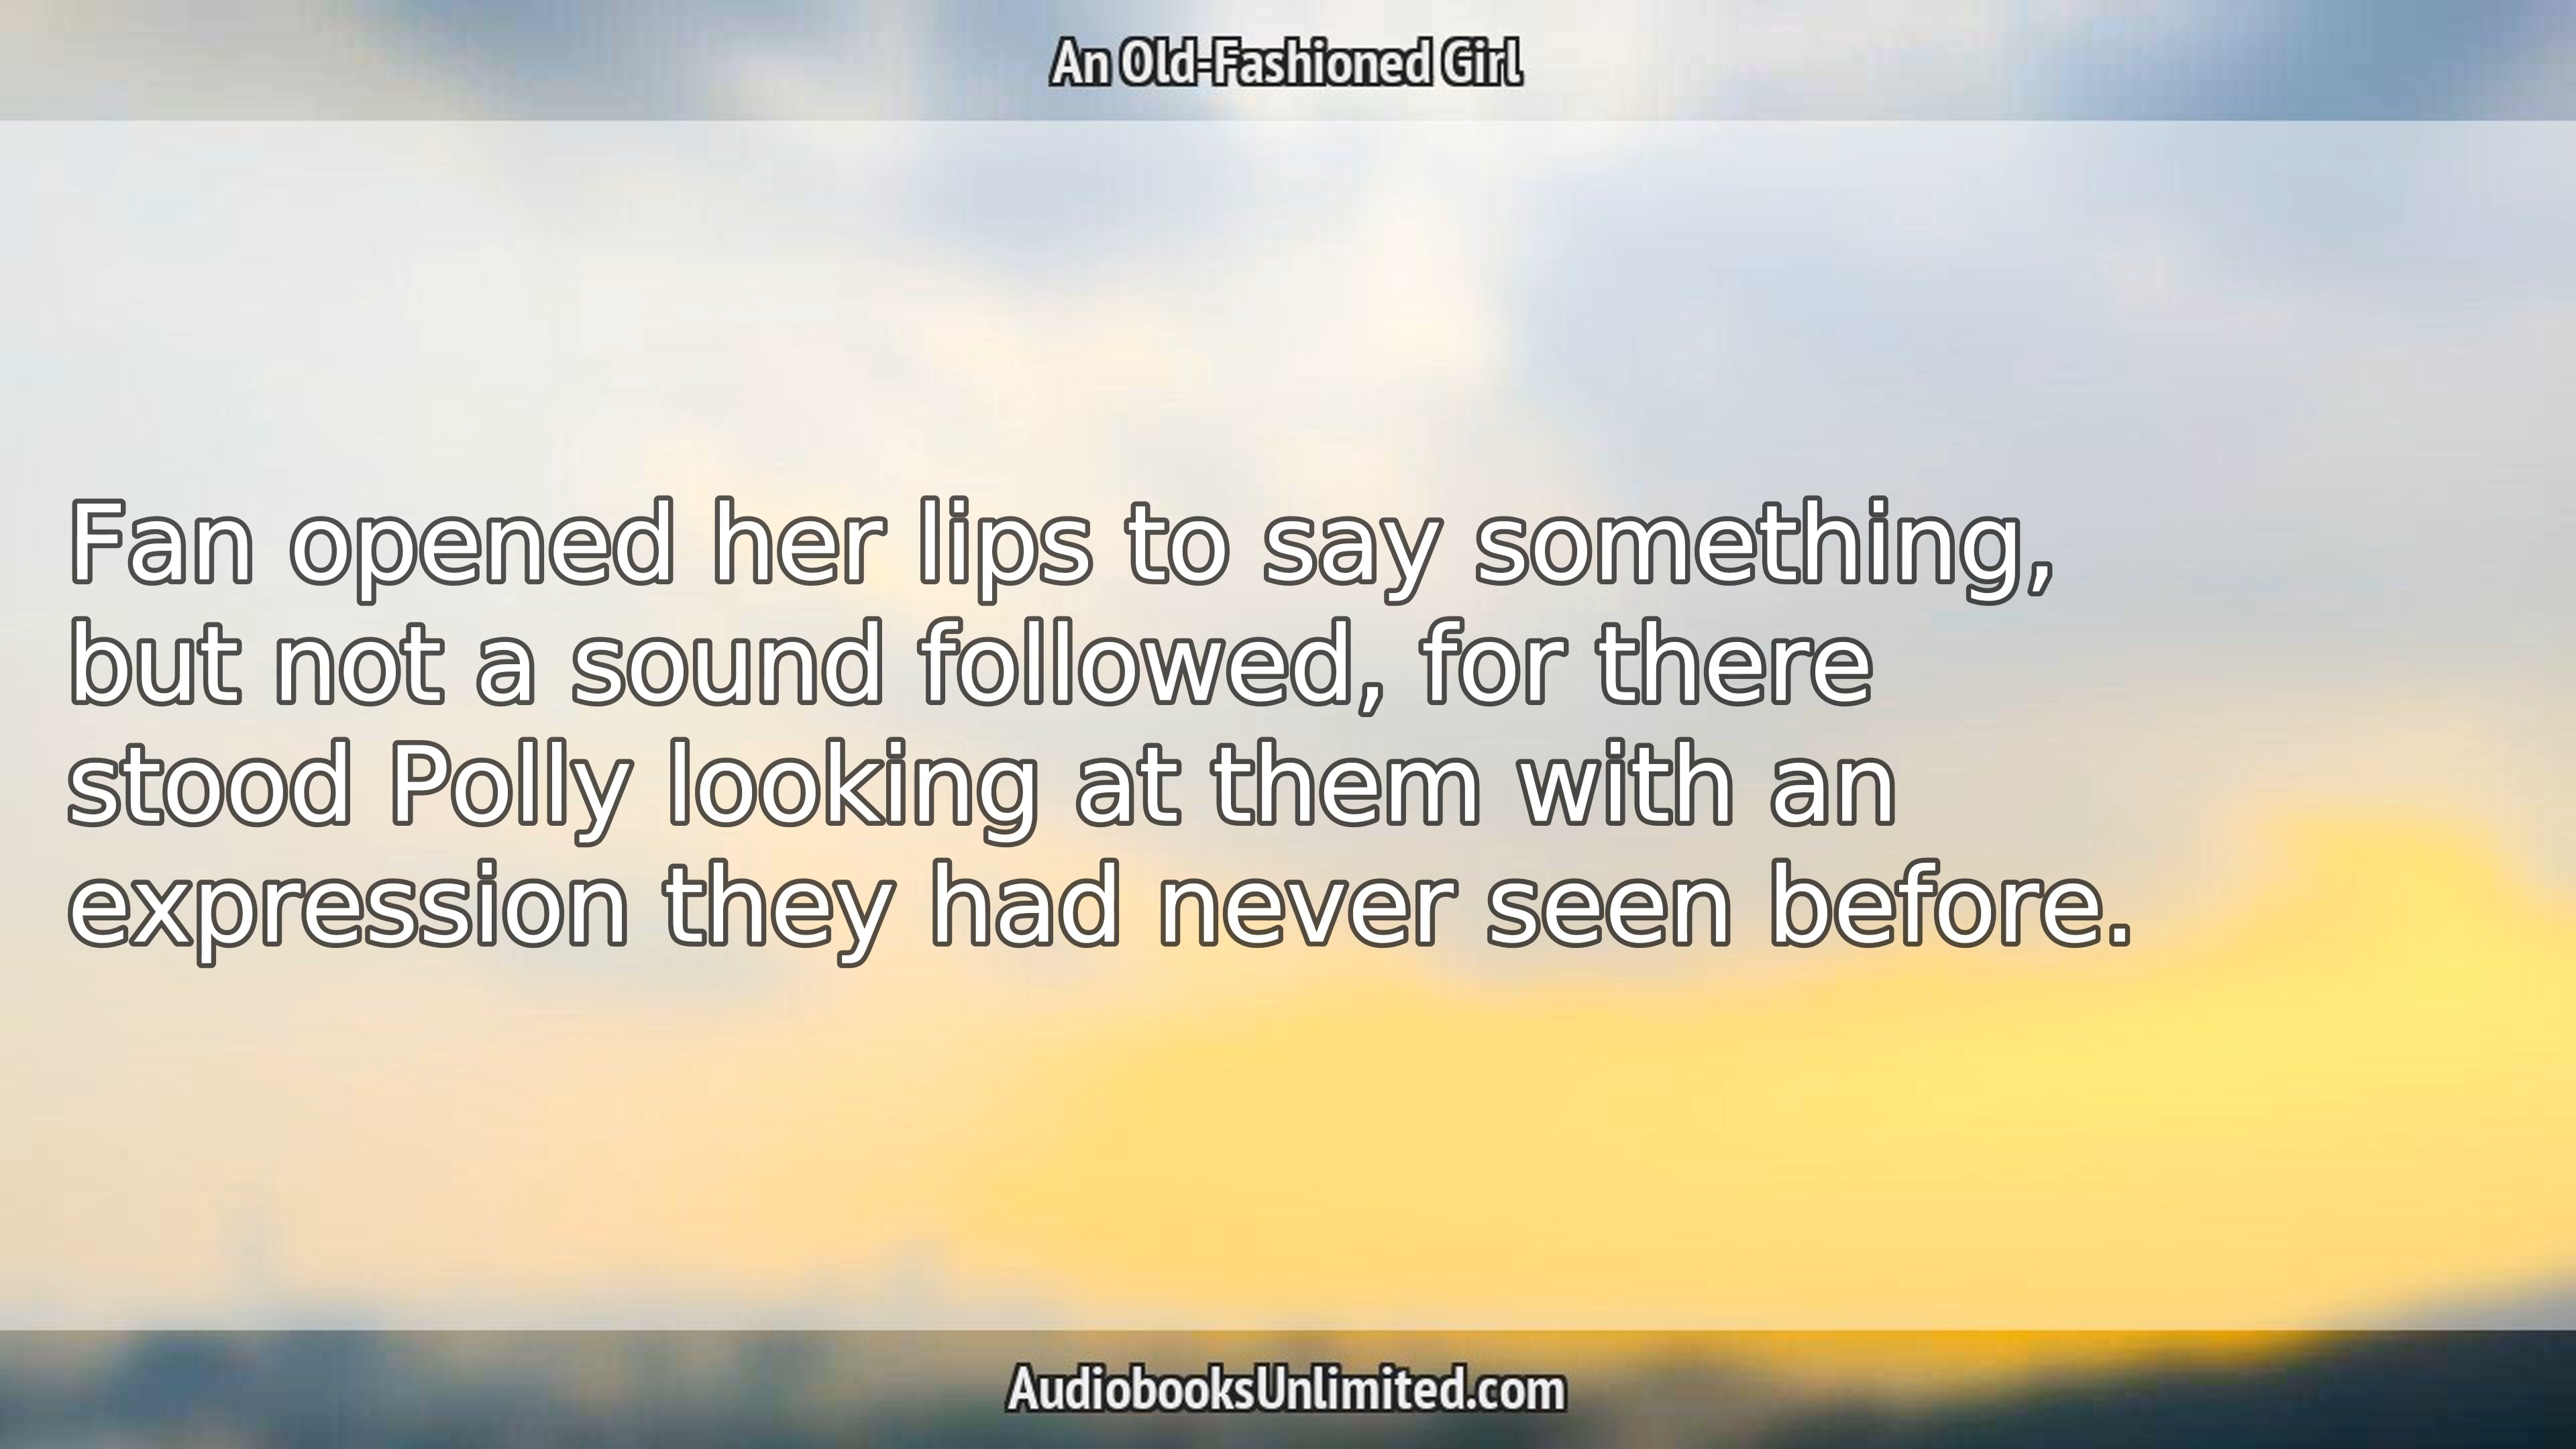 An Old-Fashioned Girl
Fan opened her lips to say something,
but not a sound followed, for there
stood Polly looking at them with an
expression they had never seen before.
AudiobooksUnlimited.com